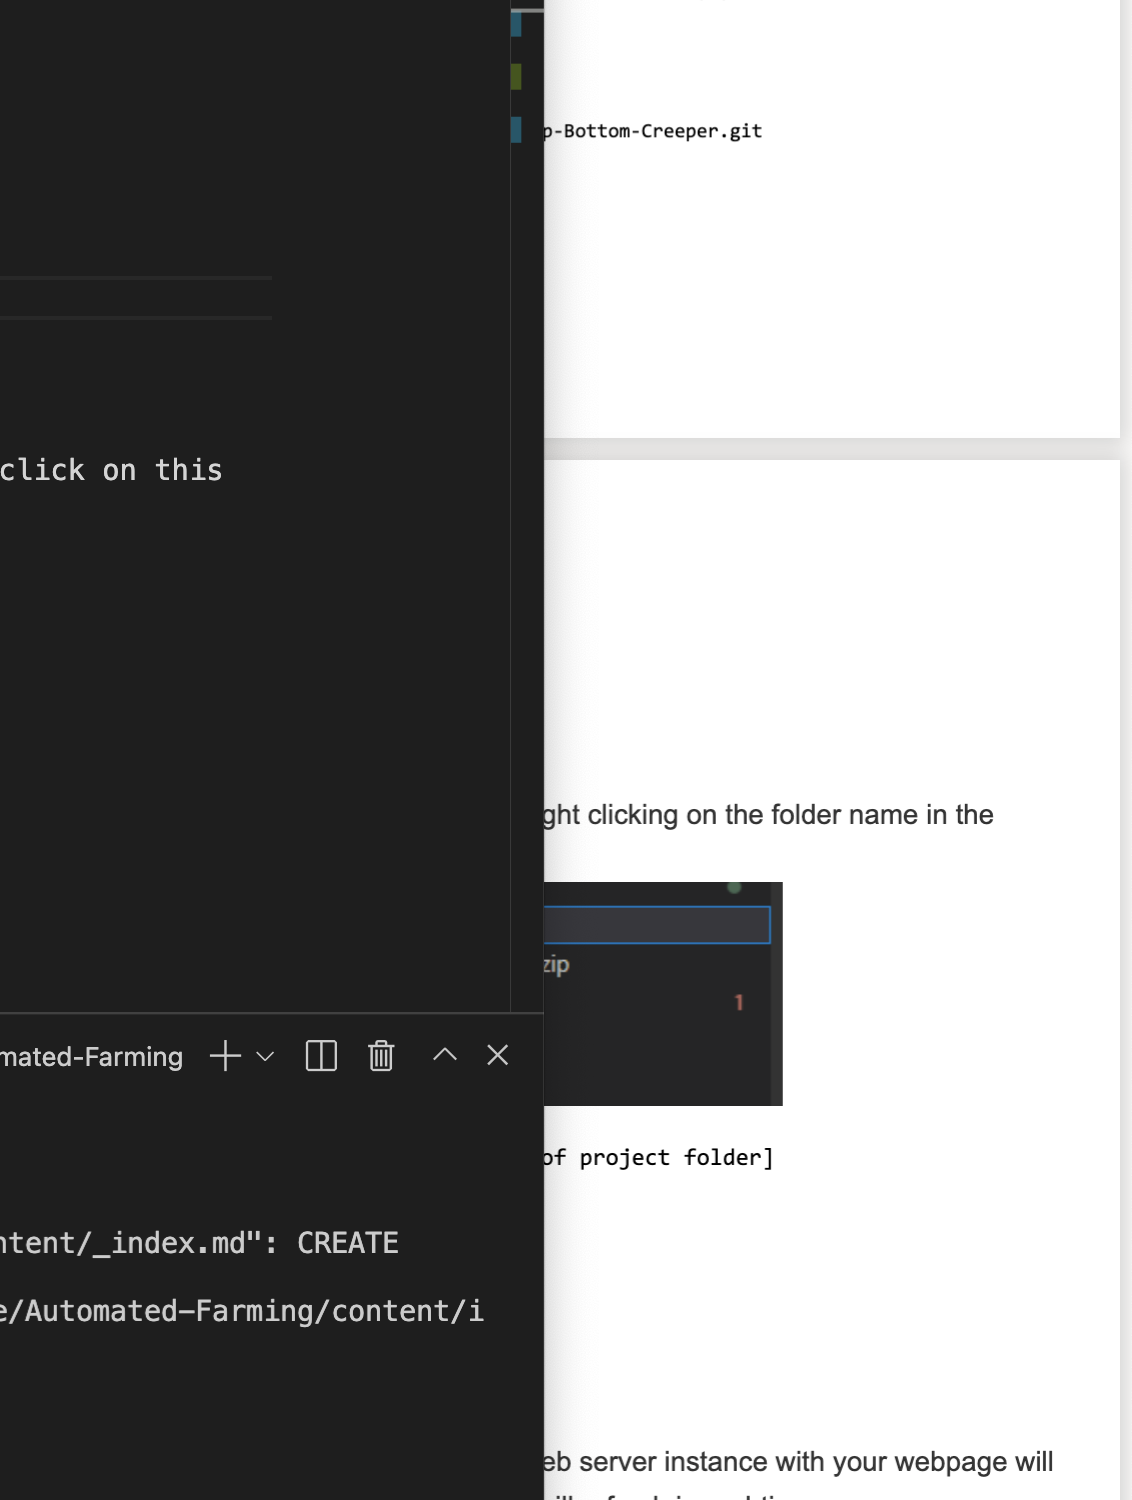 p-Bottom-Creeper.git
click on this
ght clicking on the folder name in the
zip
1
mated-Farming
of project folder]
ntent/_index.md": CREATE
e/Automated-Farming/content/i
eb server instance with your webpage will